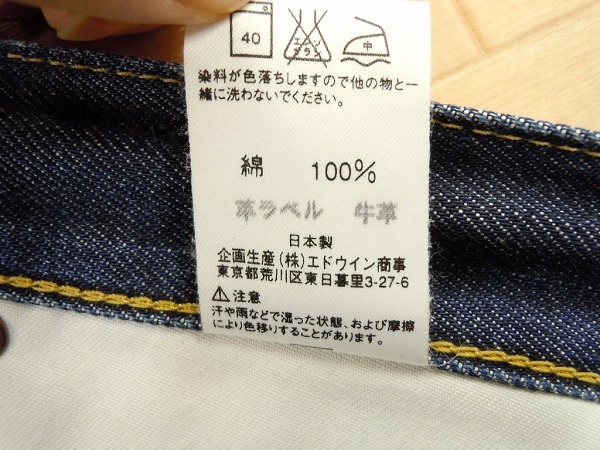 40
エンソ
サラシ
中
染料が色落ちしますので他の物と一
緒に洗わないでください。
綿 100%
革ラベル 牛革
日本製
企画生産(株)エドウイン商事
東京都荒川区東日暮里3-27-6
⚠注意
汗や雨などで湿った状態、および摩擦
により色移りすることがあります。